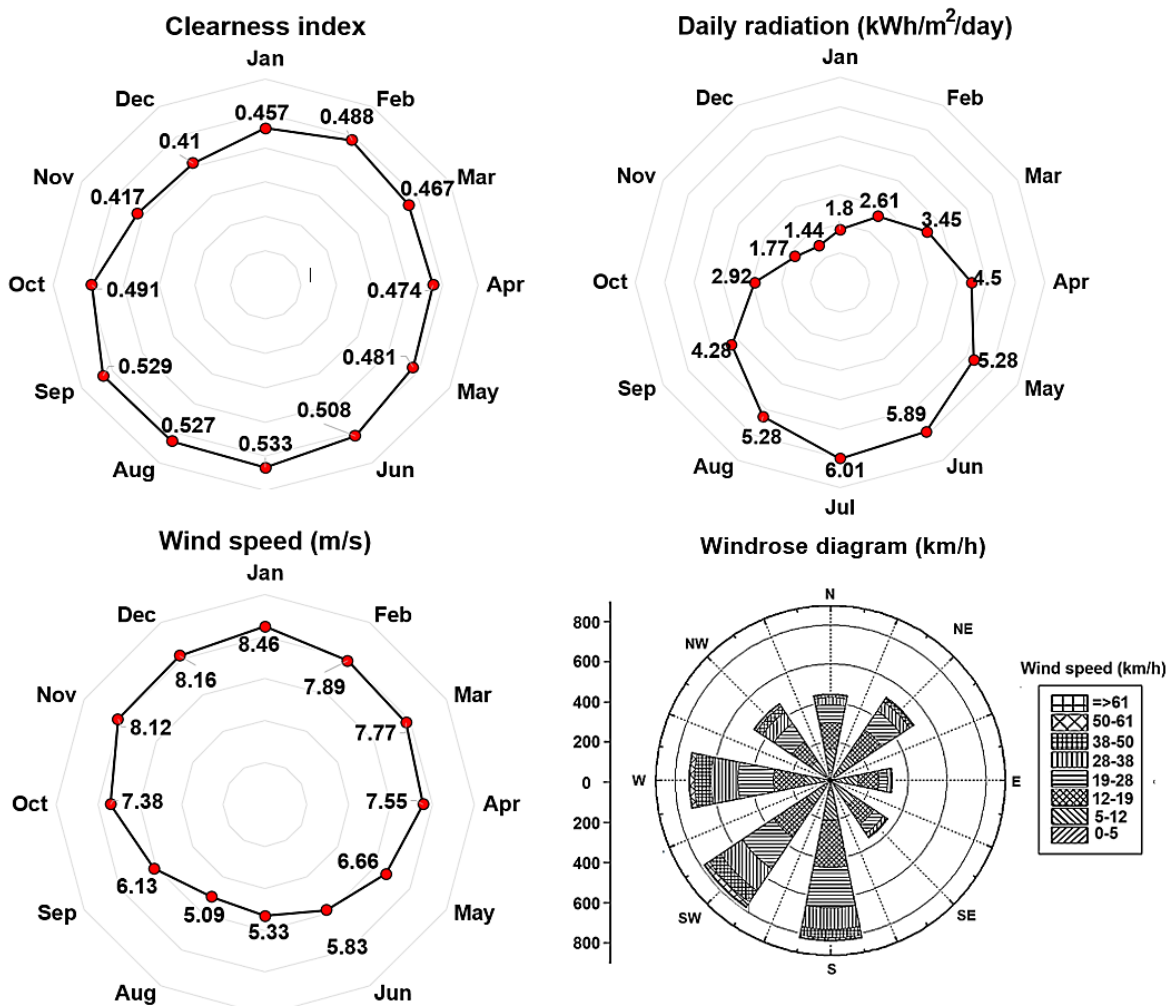 Clearness index
Jan
Feb
Mar
Apr
May
Jun
Aug
Sep
Oct
Nov
Dec
0.457
0.488
0.467
0.474
0.481
0.508
0.533
0.527
0.529
0.491
0.417
0.41
Daily radiation (kWh/m²/day)
Jan
Feb
Mar
Apr
May
Jun
Jul
Aug
Sep
Oct
Nov
Dec
1.8
2.61
3.45
4.5
5.28
5.89
6.01
5.28
4.28
2.92
1.77
1.44
Wind speed (m/s)
Jan
Feb
Mar
Apr
May
Jun
Aug
Sep
Oct
Nov
Dec
8.46
7.89
7.77
7.55
6.66
5.83
5.33
5.09
6.13
7.38
8.12
8.16
Windrose diagram (km/h)
800
600
400
200
0
200
400
600
800
N
NE
E
SE
S
SW
W
NW
Wind speed (km/h)
=>61
50-61
38-50
28-38
19-28
12-19
5-12
0-5